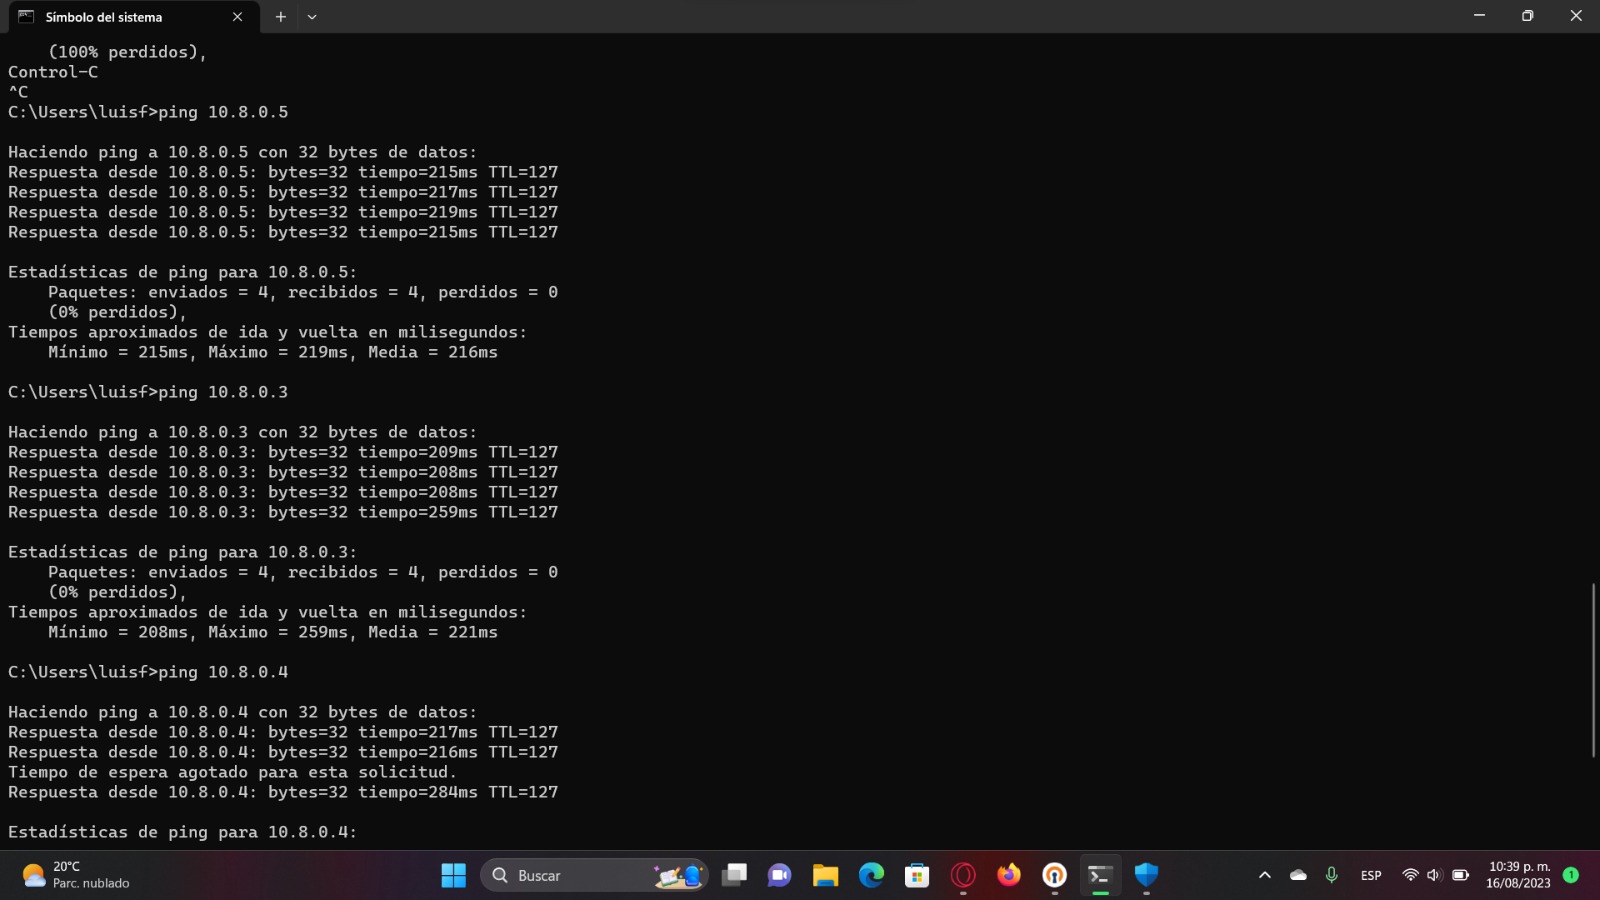 Símbolo del sistema
(100% perdidos),
Control-C
^C
C:\Users\luisf>ping 10.8.0.5
Haciendo ping a 10.8.0.5 con 32 bytes de datos:
Respuesta desde 10.8.0.5: bytes=32 tiempo=215ms TTL=127
Respuesta desde 10.8.0.5: bytes=32 tiempo=217ms TTL=127
Respuesta desde 10.8.0.5: bytes=32 tiempo=219ms TTL=127
Respuesta desde 10.8.0.5: bytes=32 tiempo=215ms TTL=127
Estadísticas de ping para 10.8.0.5:
Paquetes: enviados = 4, recibidos = 4, perdidos = 0
(0% perdidos),
Tiempos aproximados de ida y vuelta en milisegundos:
Mínimo = 215ms, Máximo = 219ms, Media = 216ms
C:\Users\luisf>ping 10.8.0.3
Haciendo ping a 10.8.0.3 con 32 bytes de datos:
Respuesta desde 10.8.0.3: bytes=32 tiempo=209ms TTL=127
Respuesta desde 10.8.0.3: bytes=32 tiempo=208ms TTL=127
Respuesta desde 10.8.0.3: bytes=32 tiempo=208ms TTL=127
Respuesta desde 10.8.0.3: bytes=32 tiempo=259ms TTL=127
Estadísticas de ping para 10.8.0.3:
Paquetes: enviados = 4, recibidos = 4, perdidos = 0
(0% perdidos),
Tiempos aproximados de ida y vuelta en milisegundos:
Mínimo = 208ms, Máximo = 259ms, Media = 221ms
C:\Users\luisf>ping 10.8.0.4
Haciendo ping a 10.8.0.4 con 32 bytes de datos:
Respuesta desde 10.8.0.4: bytes=32 tiempo=217ms TTL=127
Respuesta desde 10.8.0.4: bytes=32 tiempo=216ms TTL=127
Tiempo de espera agotado para esta solicitud.
Respuesta desde 10.8.0.4: bytes=32 tiempo=284ms TTL=127
Estadísticas de ping para 10.8.0.4:
20°C
Parc. nublado
Buscar
ESP
10:39 p. m.
16/08/2023
1